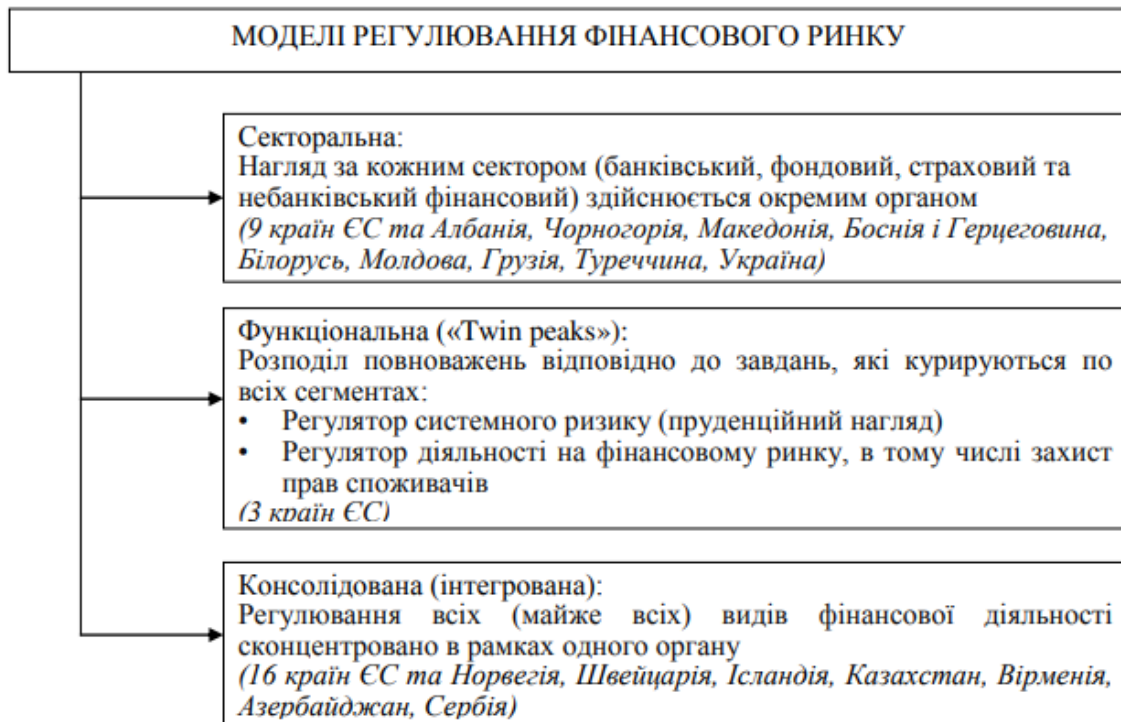 МОДЕЛІ РЕГУЛЮВАННЯ ФІНАНСОВОГО РИНКУ
Секторальна:
Нагляд за кожним сектором (банківський, фондовий, страховий та
небанківський фінансовий) здійснюється окремим органом
(9 країн ЄС та Албанія, Чорногорія, Македонія, Боснія і Герцеговина,
Білорусь, Молдова, Грузія, Туреччина, Україна)
Функціональна («Twin peaks»):
Розподіл повноважень відповідно до завдань, які курируються по
всіх сегментах:
• Регулятор системного ризику (пруденційний нагляд)
• Регулятор діяльності на фінансовому ринку, в тому числі захист
прав споживачів
(3 країн ЄС)
Консолідована (інтегрована):
Регулювання всіх (майже всіх) видів фінансової діяльності
сконцентровано в рамках одного органу
(16 країн ЄС та Норвегія, Швейцарія, Ісландія, Казахстан, Вірменія,
Азербайджан, Сербія)